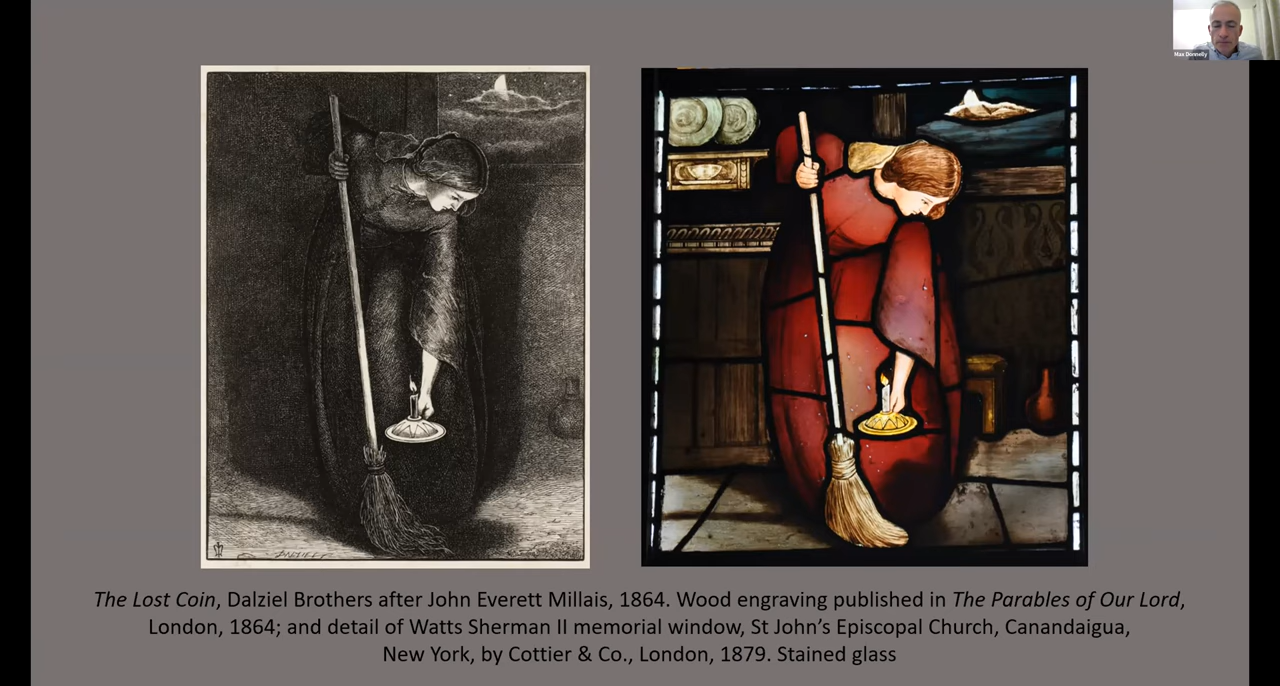 Max Donnelly
The Lost Coin, Dalziel Brothers after John Everett Millais, 1864. Wood engraving published in The Parables of Our Lord,
London, 1864; and detail of Watts Sherman II memorial window, St John’s Episcopal Church, Canandaigua,
New York, by Cottier & Co., London, 1879. Stained glass